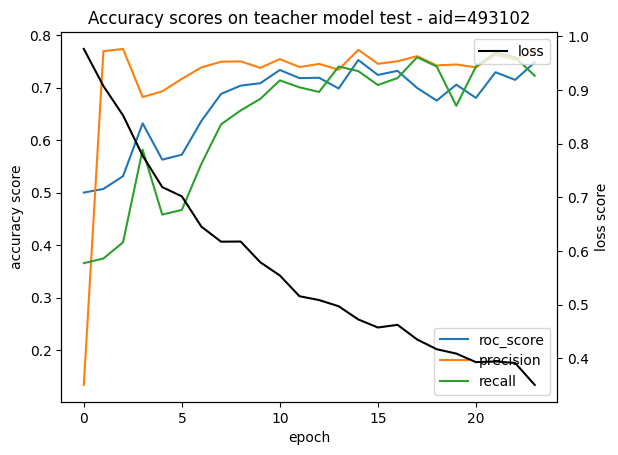 Accuracy scores on teacher model test - aid=493102
0.8
0.7
0.6
0.5
0.4
0.3
0.2
accuracy score
0
5
10
15
20
epoch
1.0
0.9
0.8
0.7
0.6
0.5
0.4
loss score
loss
roc_score
precision
recall